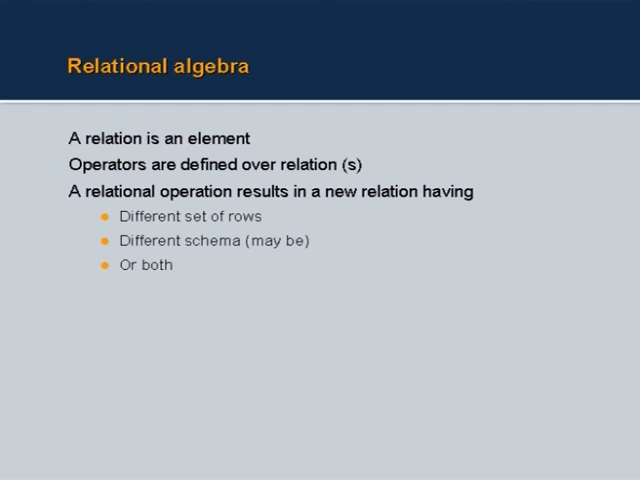 Relational algebra
A relation is an element
Operators are defined over relation (s)
A relational operation results in a new relation having
Different set of rows
Different schema (may be)
Or both